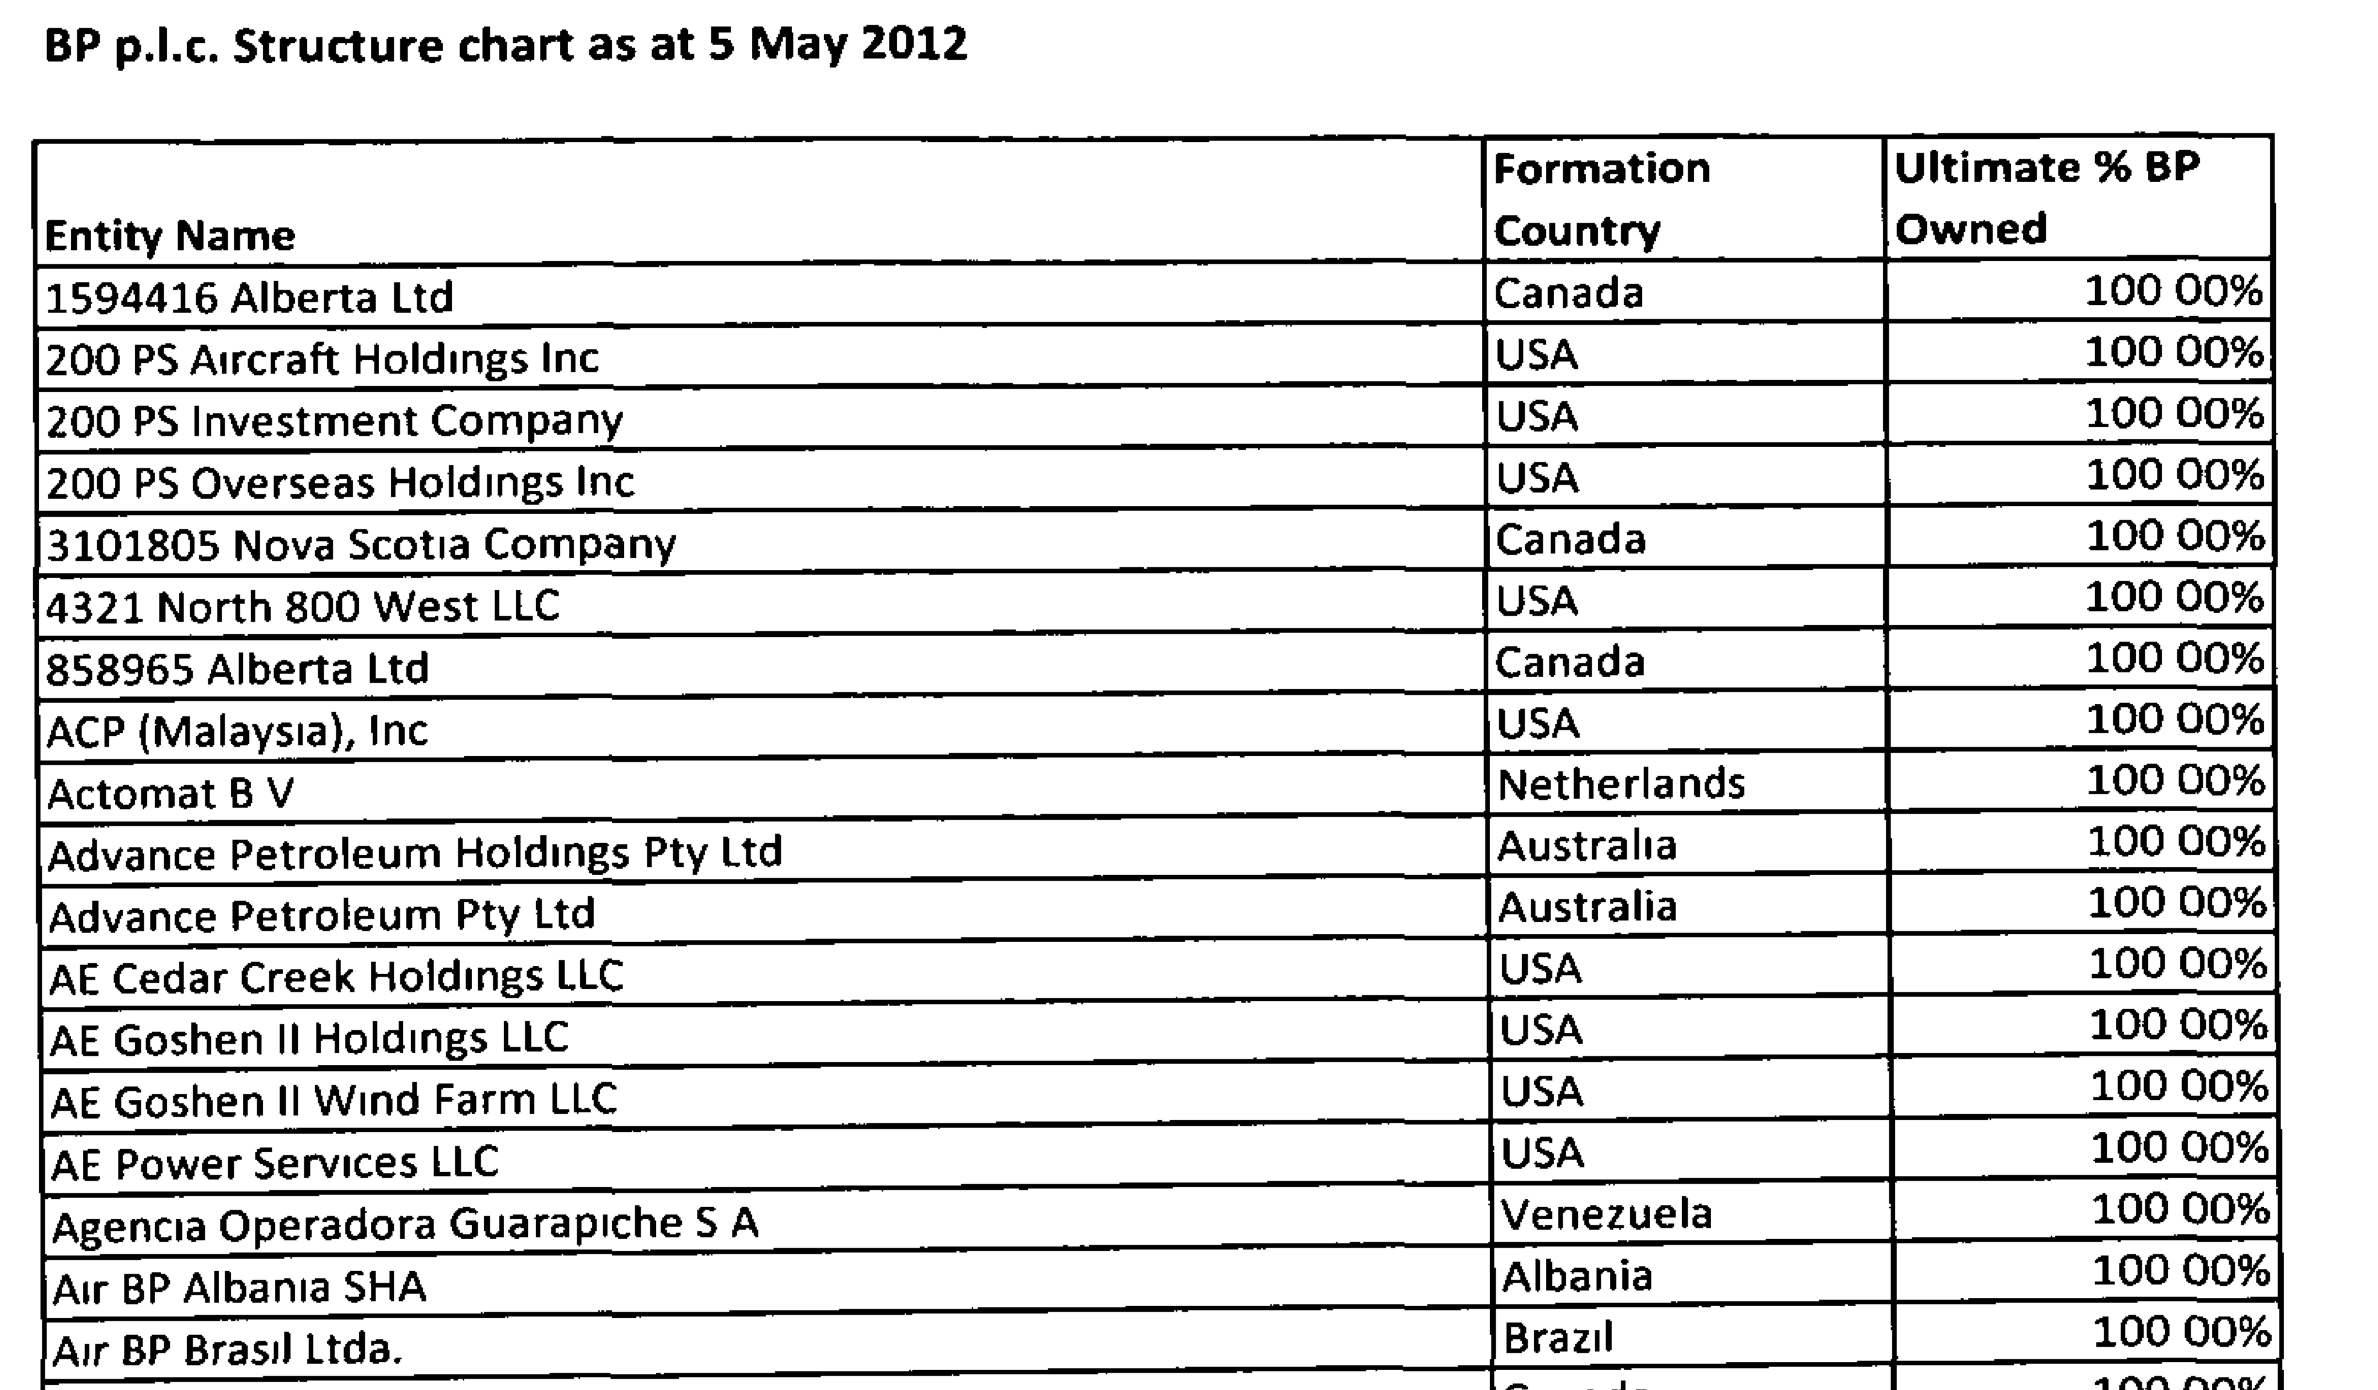 BP p.l.c. Structure chart as at 5 May 2012
Entity Name Formation Country Ultimate % BP Owned
1594416 Alberta Ltd Canada 100 00%
200 PS Aircraft Holdings Inc USA 100 00%
200 PS Investment Company USA 100 00%
200 PS Overseas Holdings Inc USA 100 00%
3101805 Nova Scotia Company Canada 100 00%
4321 North 800 West LLC USA 100 00%
858965 Alberta Ltd Canada 100 00%
ACP (Malaysia), Inc USA 100 00%
Actomat B V Netherlands 100 00%
Advance Petroleum Holdings Pty Ltd Australia 100 00%
Advance Petroleum Pty Ltd Australia 100 00%
AE Cedar Creek Holdings LLC USA 100 00%
AE Goshen II Holdings LLC USA 100 00%
AE Goshen II Wind Farm LLC USA 100 00%
AE Power Services LLC USA 100 00%
Agencia Operadora Guarapiche S A Venezuela 100 00%
Air BP Albania SHA Albania 100 00%
Air BP Brasil Ltda. Brazil 100 00%